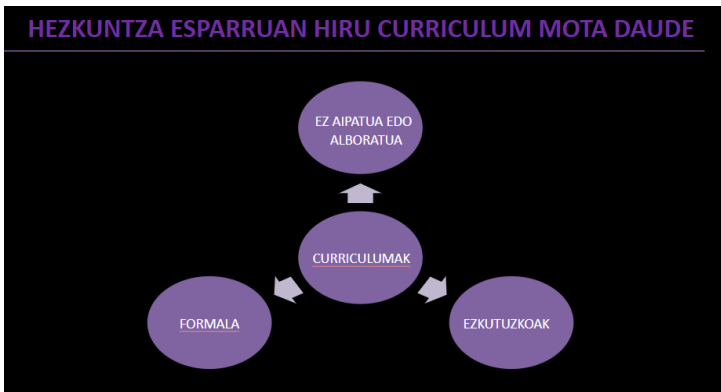 HEZKUNTZA ESPARRUAN HIRU CURRICULUM MOTA DAUDE
EZ AIPATUA EDO
ALBORATUA
CURRICULUMAK
FORMALA
EZKUTUZKOAK